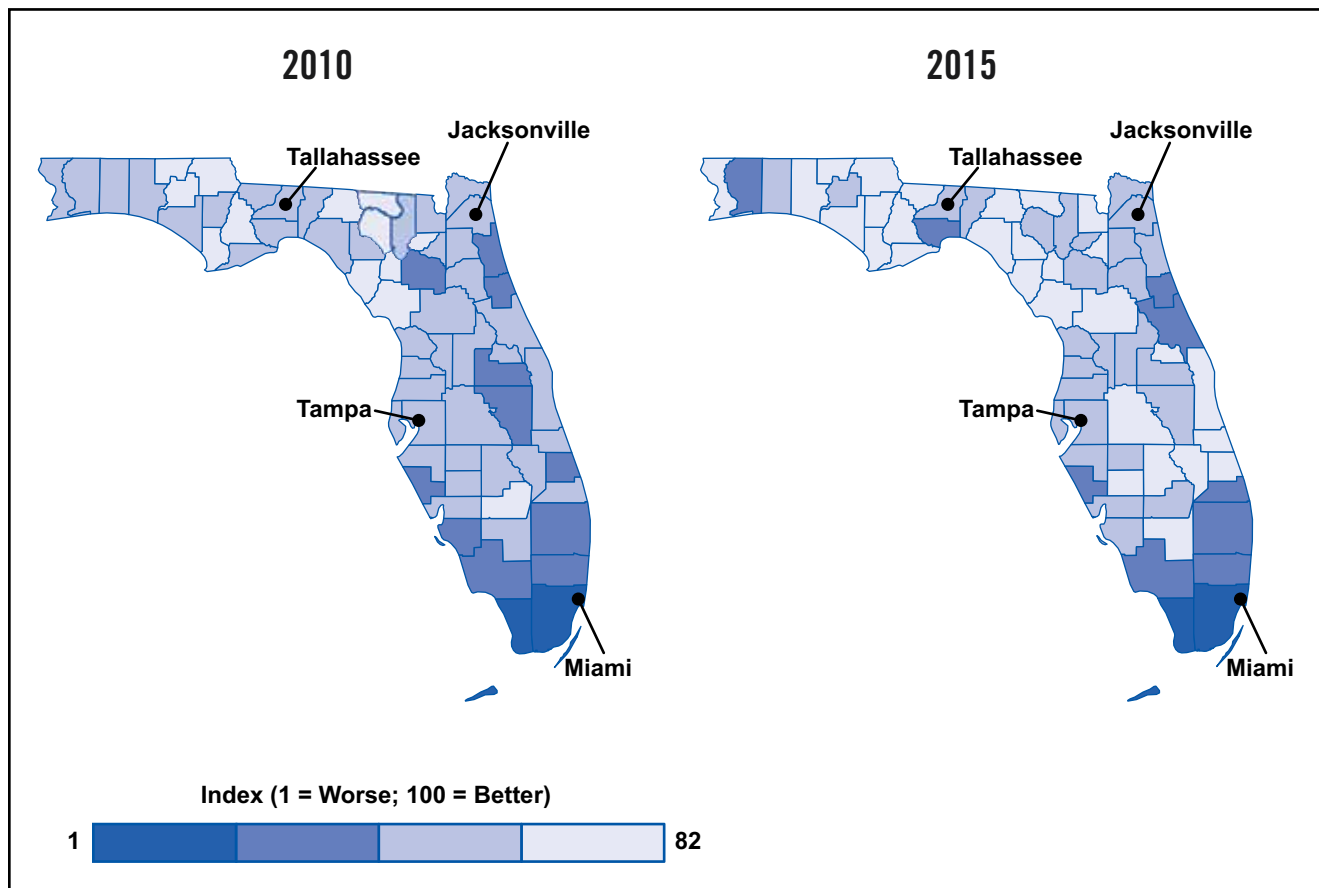 2010
Jacksonville
Tallahassee
Tampa
Miami
2015
Jacksonville
Tallahassee
Tampa
Miami
Index (1 = Worse; 100 = Better)
1
82